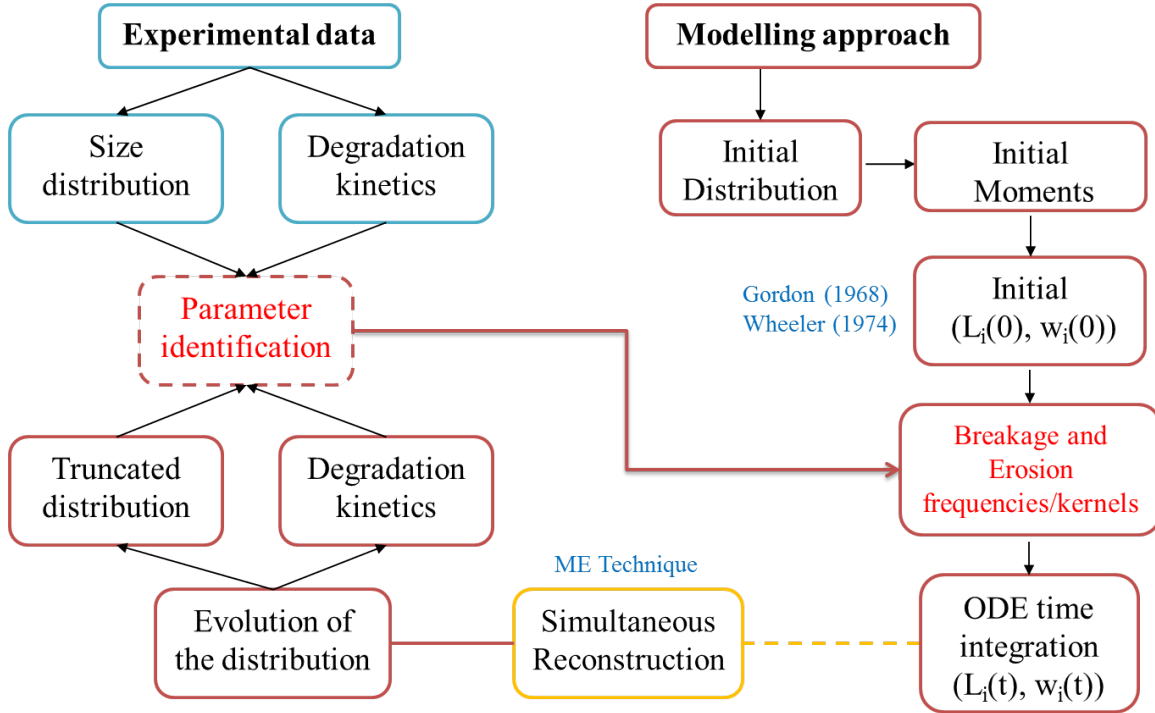 Experimental data
Modelling approach
Size
distribution
Degradation
kinetics
Initial
Distribution
Initial
Moments
Parameter
identification
Gordon (1968)
Wheeler (1974)
Initial
(Lᵢ(0), wᵢ(0))
Truncated
distribution
Degradation
kinetics
Breakage and
Erosion
frequencies/kernels
ME Technique
Evolution of
the distribution
Simultaneous
Reconstruction
ODE time
integration
(Lᵢ(t), wᵢ(t))